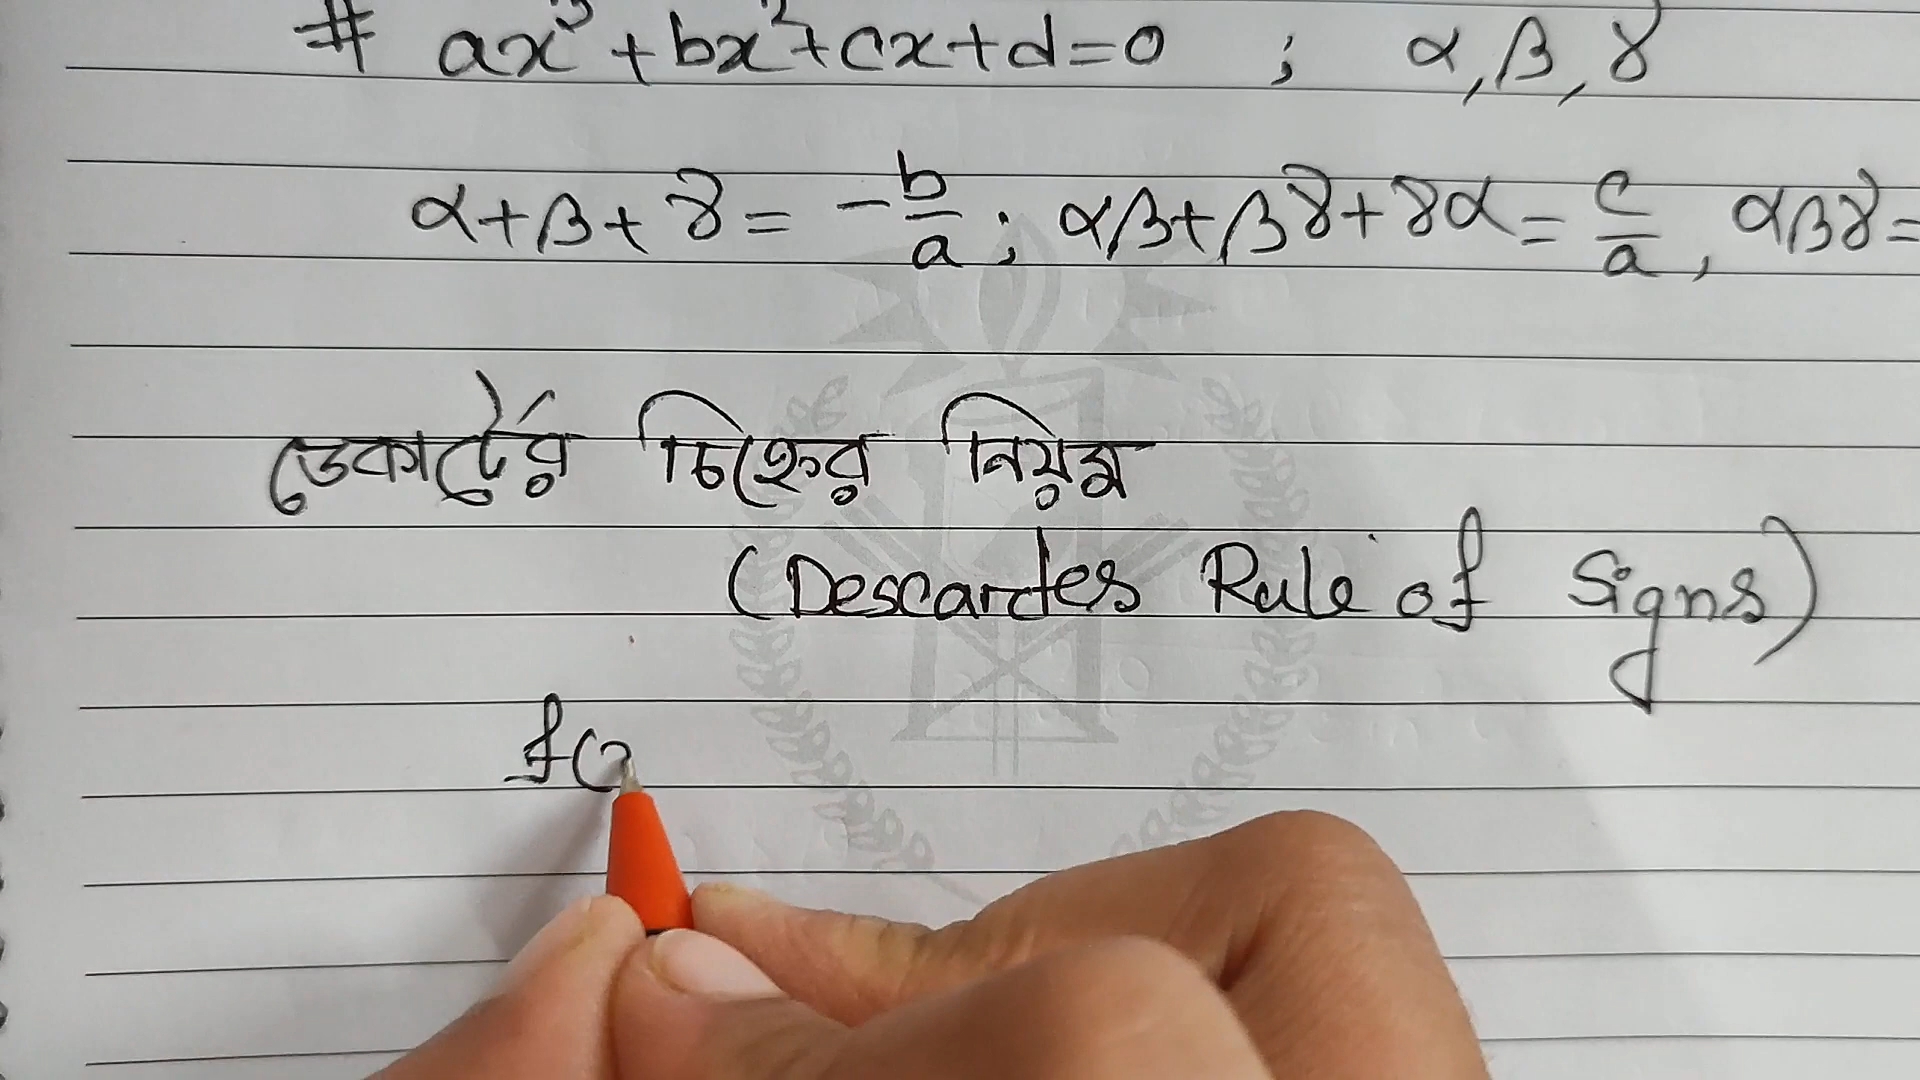 # ax³+bx²+cx+d=0 ; α,β,γ
α+β+γ= -b/a; αβ+βγ+γα= c/a, αβγ=
ডেকার্টের চিহ্নের নিয়ম
(Descartes Rule of Signs)
f(